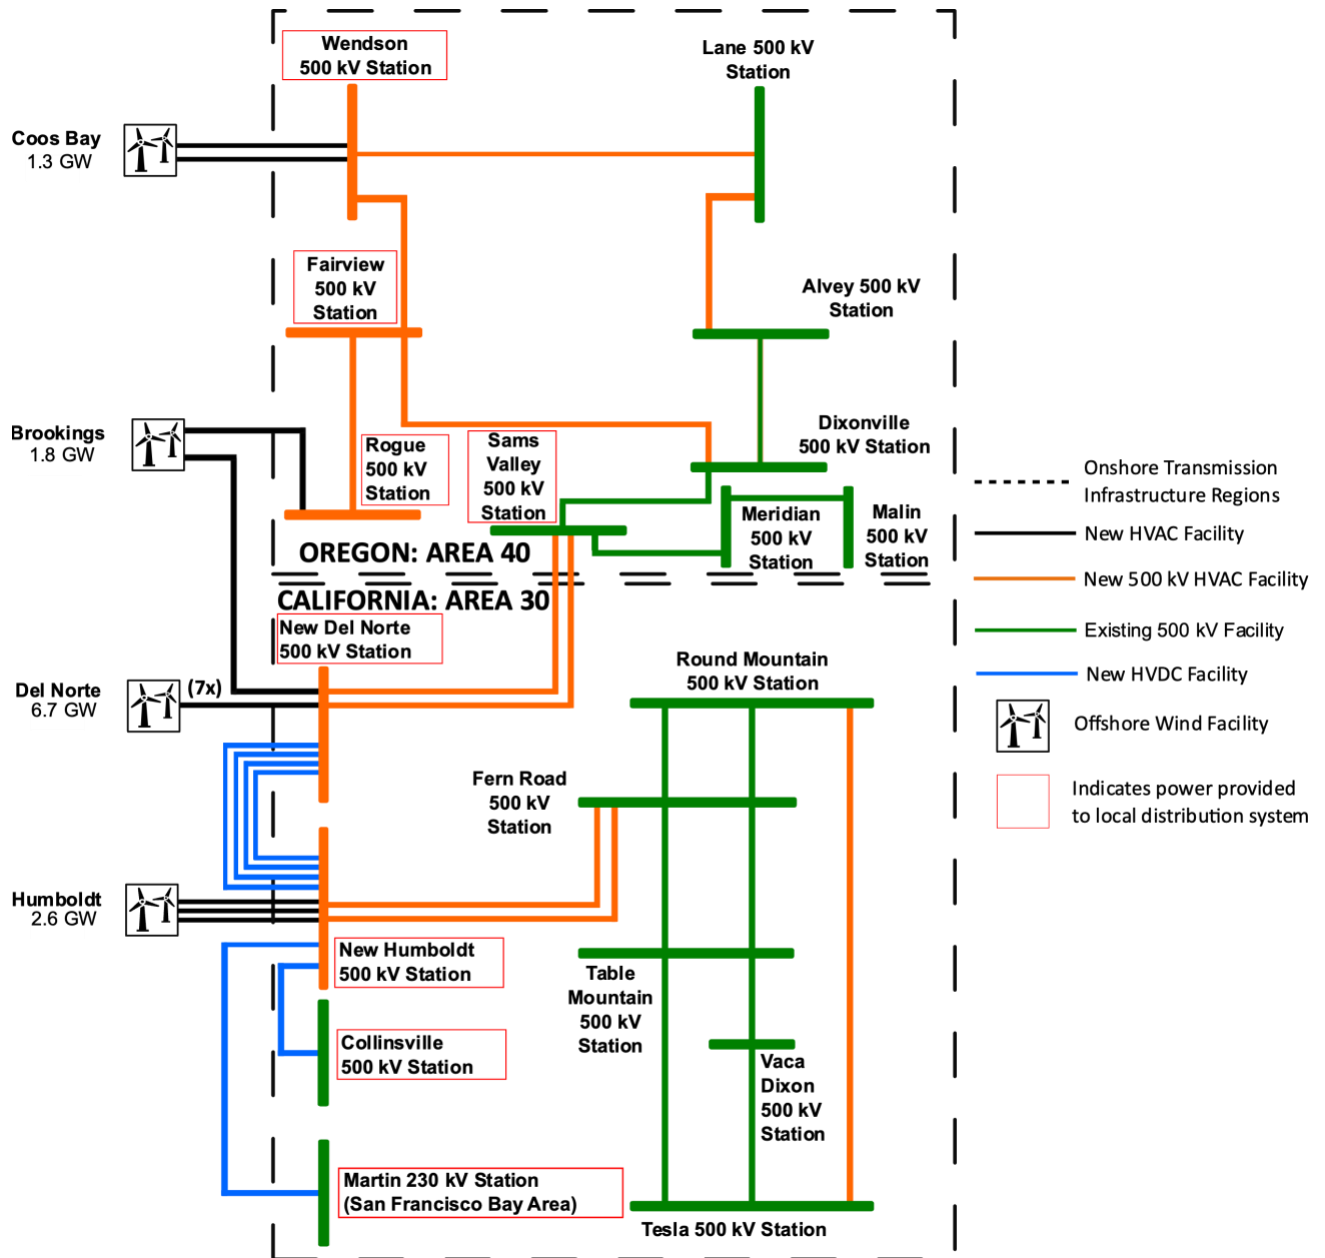 Wendson
500 kV Station
Lane 500 kV
Station
Coos Bay
1.3 GW
Fairview
500 kV
Station
Alvey 500 kV
Station
Brookings
1.8 GW
Rogue
500 kV
Station
Sams
Valley
500 kV
Station
Dixonville
500 kV Station
Meridian
500 kV
Station
Malin
500 kV
Station
OREGON: AREA 40
CALIFORNIA: AREA 30
New Del Norte
500 kV Station
Del Norte
6.7 GW
(7x)
Round Mountain
500 kV Station
Fern Road
500 kV
Station
Humboldt
2.6 GW
New Humboldt
500 kV Station
Table
Mountain
500 kV
Station
Collinsville
500 kV Station
Vaca
Dixon
500 kV
Station
Martin 230 kV Station
(San Francisco Bay Area)
Tesla 500 kV Station
Onshore Transmission
Infrastructure Regions
New HVAC Facility
New 500 kV HVAC Facility
Existing 500 kV Facility
New HVDC Facility
Offshore Wind Facility
Indicates power provided
to local distribution system